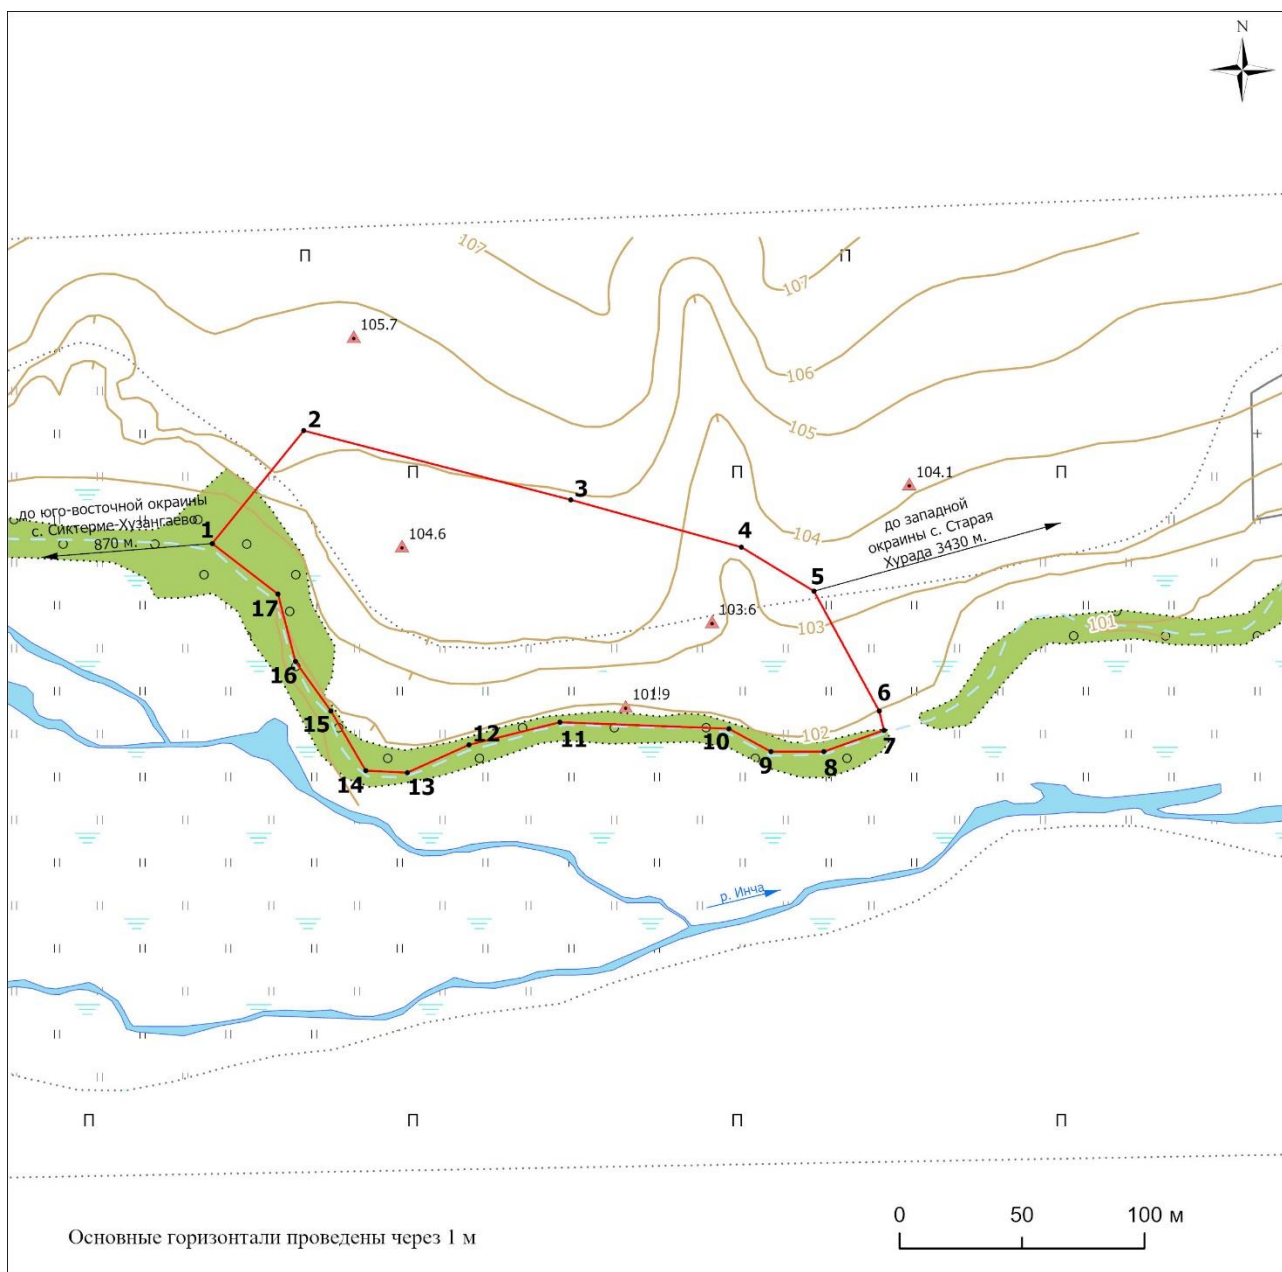 N
107
П
П
107
105.7
106
105
2
П
П
104.1
П
3
до юго-восточной окраины
с. Сиктерме-Хузангаево
870 м.
1
104.6
4
104
до западной
окраины с. Старая
Хурада 3430 м.
5
17
103.6
103
101
16
101.9
6
15
12
11
10
102
7
9
8
14
13
р. Инча
П
П
П
П
0
50
100 м
Основные горизонтали проведены через 1 м